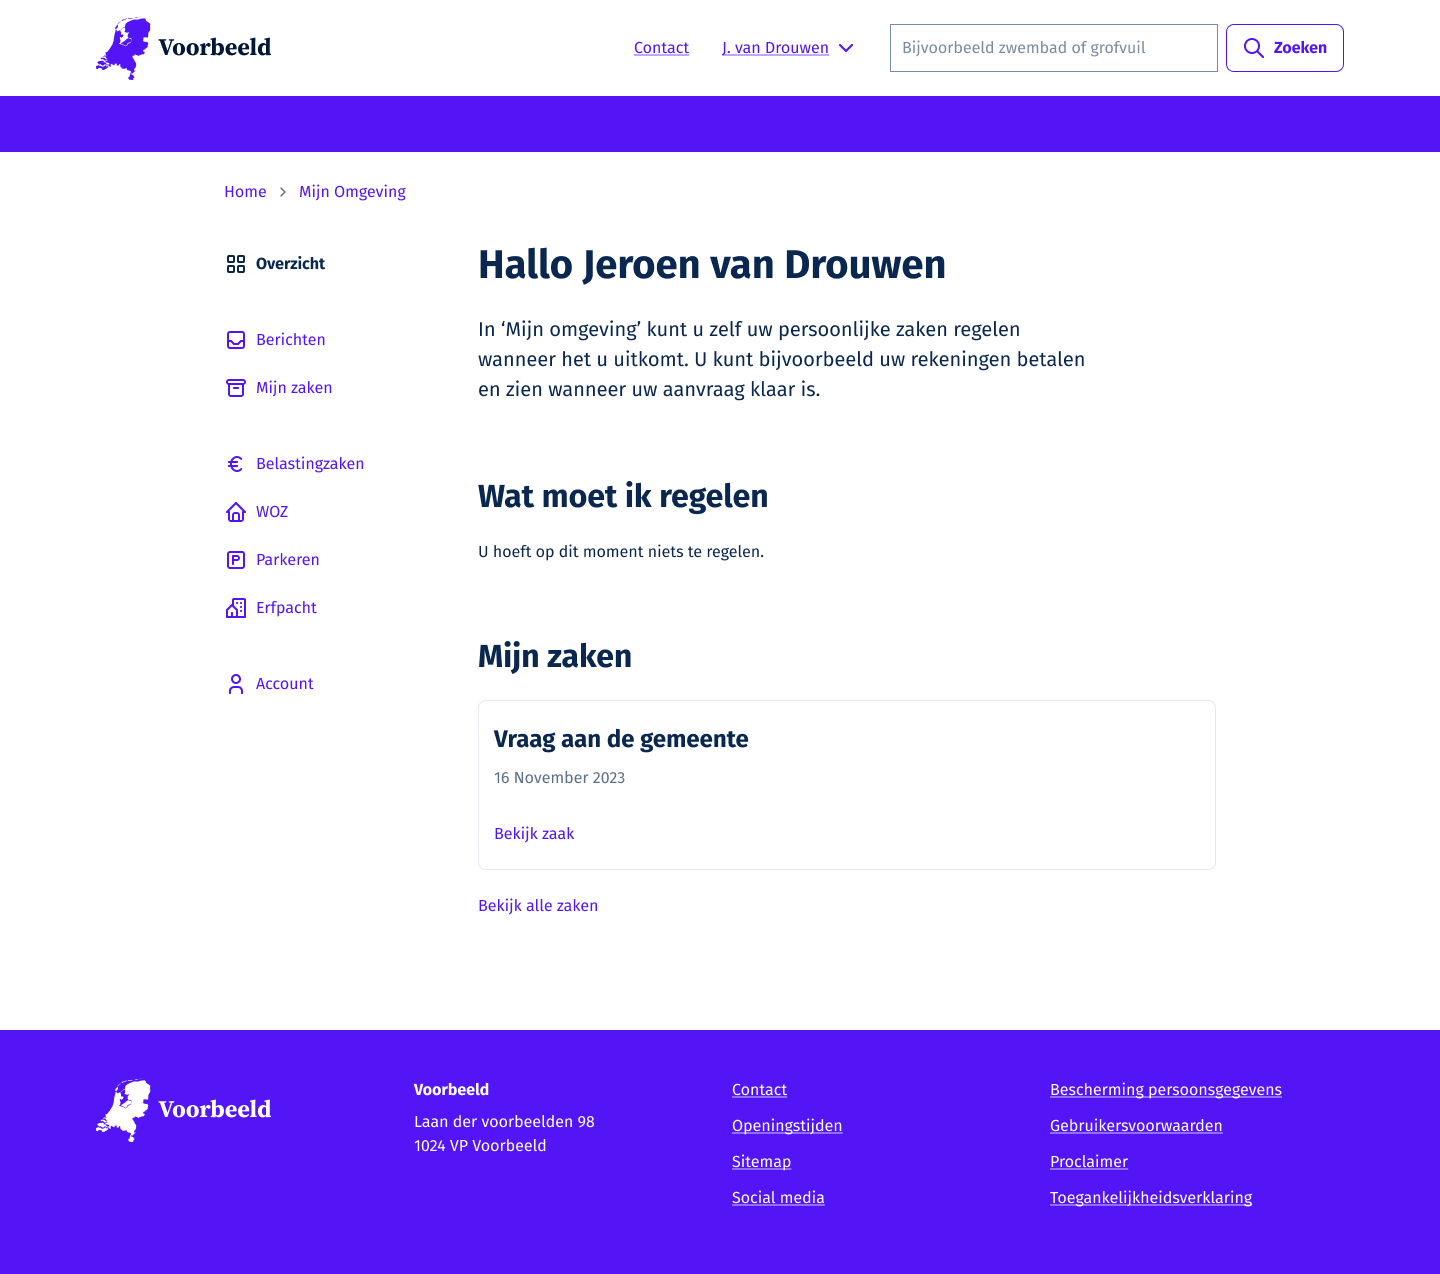 Voorbeeld
Contact
J. van Drouwen
Bijvoorbeeld zwembad of grofvuil
Zoeken
Home
Mijn Omgeving
Overzicht
Berichten
Mijn zaken
Belastingzaken
WOZ
Parkeren
Erfpacht
Account
Hallo Jeroen van Drouwen
In ‘Mijn omgeving’ kunt u zelf uw persoonlijke zaken regelen
wanneer het u uitkomt. U kunt bijvoorbeeld uw rekeningen betalen
en zien wanneer uw aanvraag klaar is.
Wat moet ik regelen
U hoeft op dit moment niets te regelen.
Mijn zaken
Vraag aan de gemeente
16 November 2023
Bekijk zaak
Bekijk alle zaken
Voorbeeld
Voorbeeld
Laan der voorbeelden 98
1024 VP Voorbeeld
Contact
Openingstijden
Sitemap
Social media
Bescherming persoonsgegevens
Gebruikersvoorwaarden
Proclaimer
Toegankelijkheidsverklaring